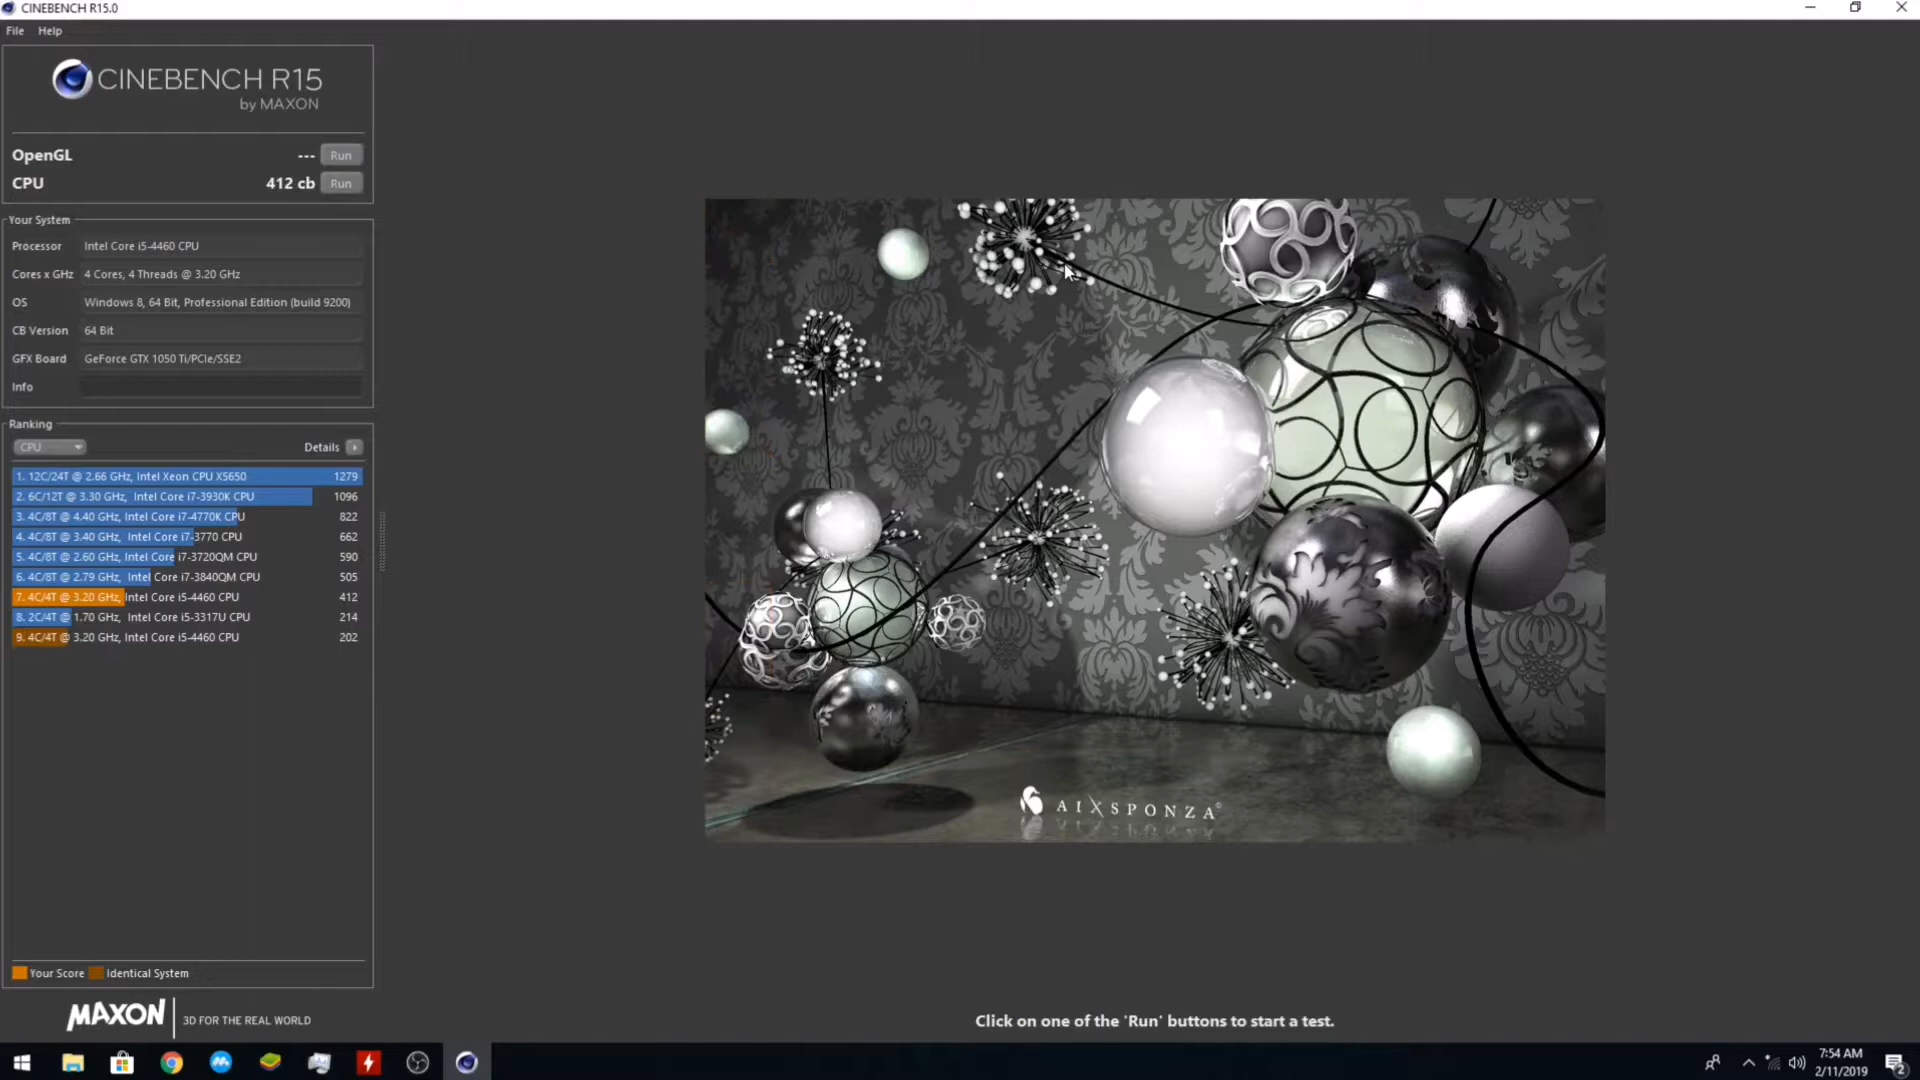 CINEBENCH R15.0
File Help
CINEBENCH R15
by MAXON
OpenGL --- Run
CPU 412 cb Run
Your System
Processor Intel Core i5-4460 CPU
Cores x GHz 4 Cores, 4 Threads @ 3.20 GHz
OS Windows 8, 64 Bit, Professional Edition (build 9200)
CB Version 64 Bit
GFX Board GeForce GTX 1050 Ti/PCIe/SSE2
Info
Ranking
CPU Details
1. 12C/24T @ 2.66 GHz, Intel Xeon CPU X5650 1279
2. 6C/12T @ 3.30 GHz, Intel Core i7-3930K CPU 1096
3. 4C/8T @ 4.40 GHz, Intel Core i7-4770K CPU 822
4. 4C/8T @ 3.40 GHz, Intel Core i7-3770 CPU 662
5. 4C/8T @ 2.60 GHz, Intel Core i7-3720QM CPU 590
6. 4C/8T @ 2.79 GHz, Intel Core i7-3840QM CPU 505
7. 4C/4T @ 3.20 GHz, Intel Core i5-4460 CPU 412
8. 2C/4T @ 1.70 GHz, Intel Core i5-3317U CPU 214
9. 4C/4T @ 3.20 GHz, Intel Core i5-4460 CPU 202
AIXSPONZA®
Your Score Identical System
MAXON 3D FOR THE REAL WORLD
Click on one of the 'Run' buttons to start a test.
7:54 AM
2/11/2019
2